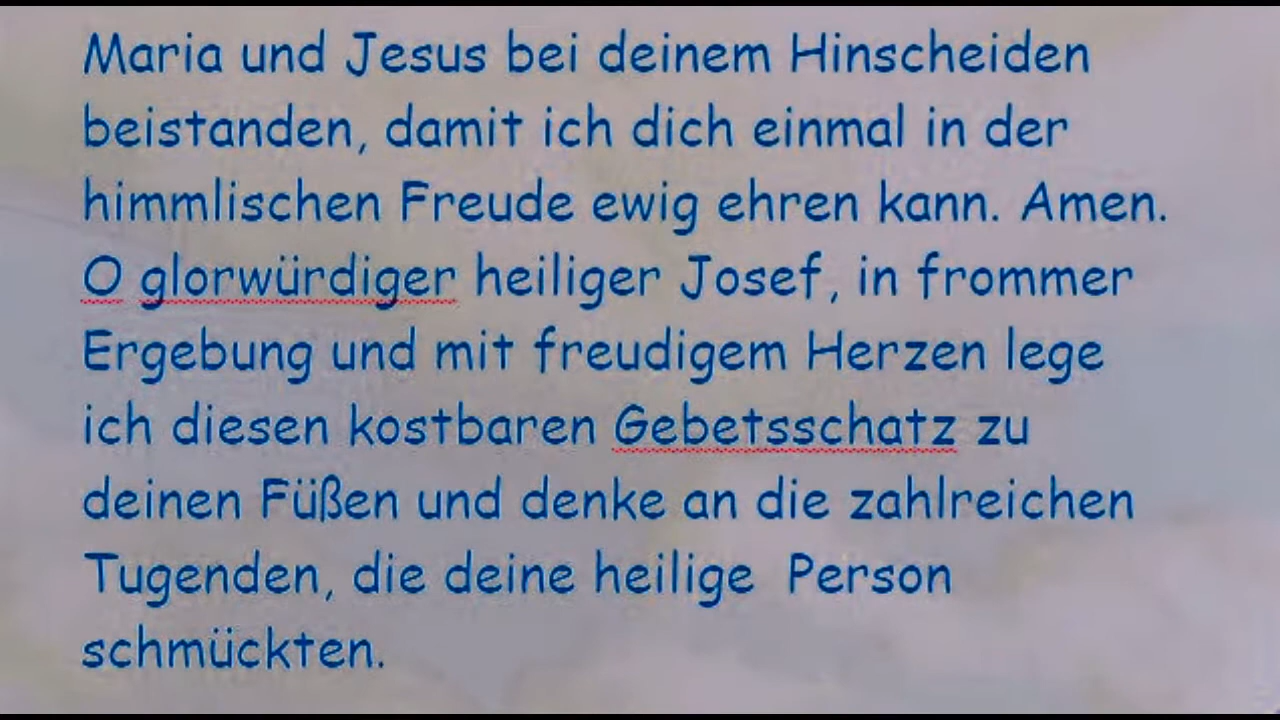 Maria und Jesus bei deinem Hinscheiden
beistanden, damit ich dich einmal in der
himmlischen Freude ewig ehren kann. Amen.
O glorwürdiger heiliger Josef, in frommer
Ergebung und mit freudigem Herzen lege
ich diesen kostbaren Gebetsschatz zu
deinen Füßen und denke an die zahlreichen
Tugenden, die deine heilige  Person
schmückten.